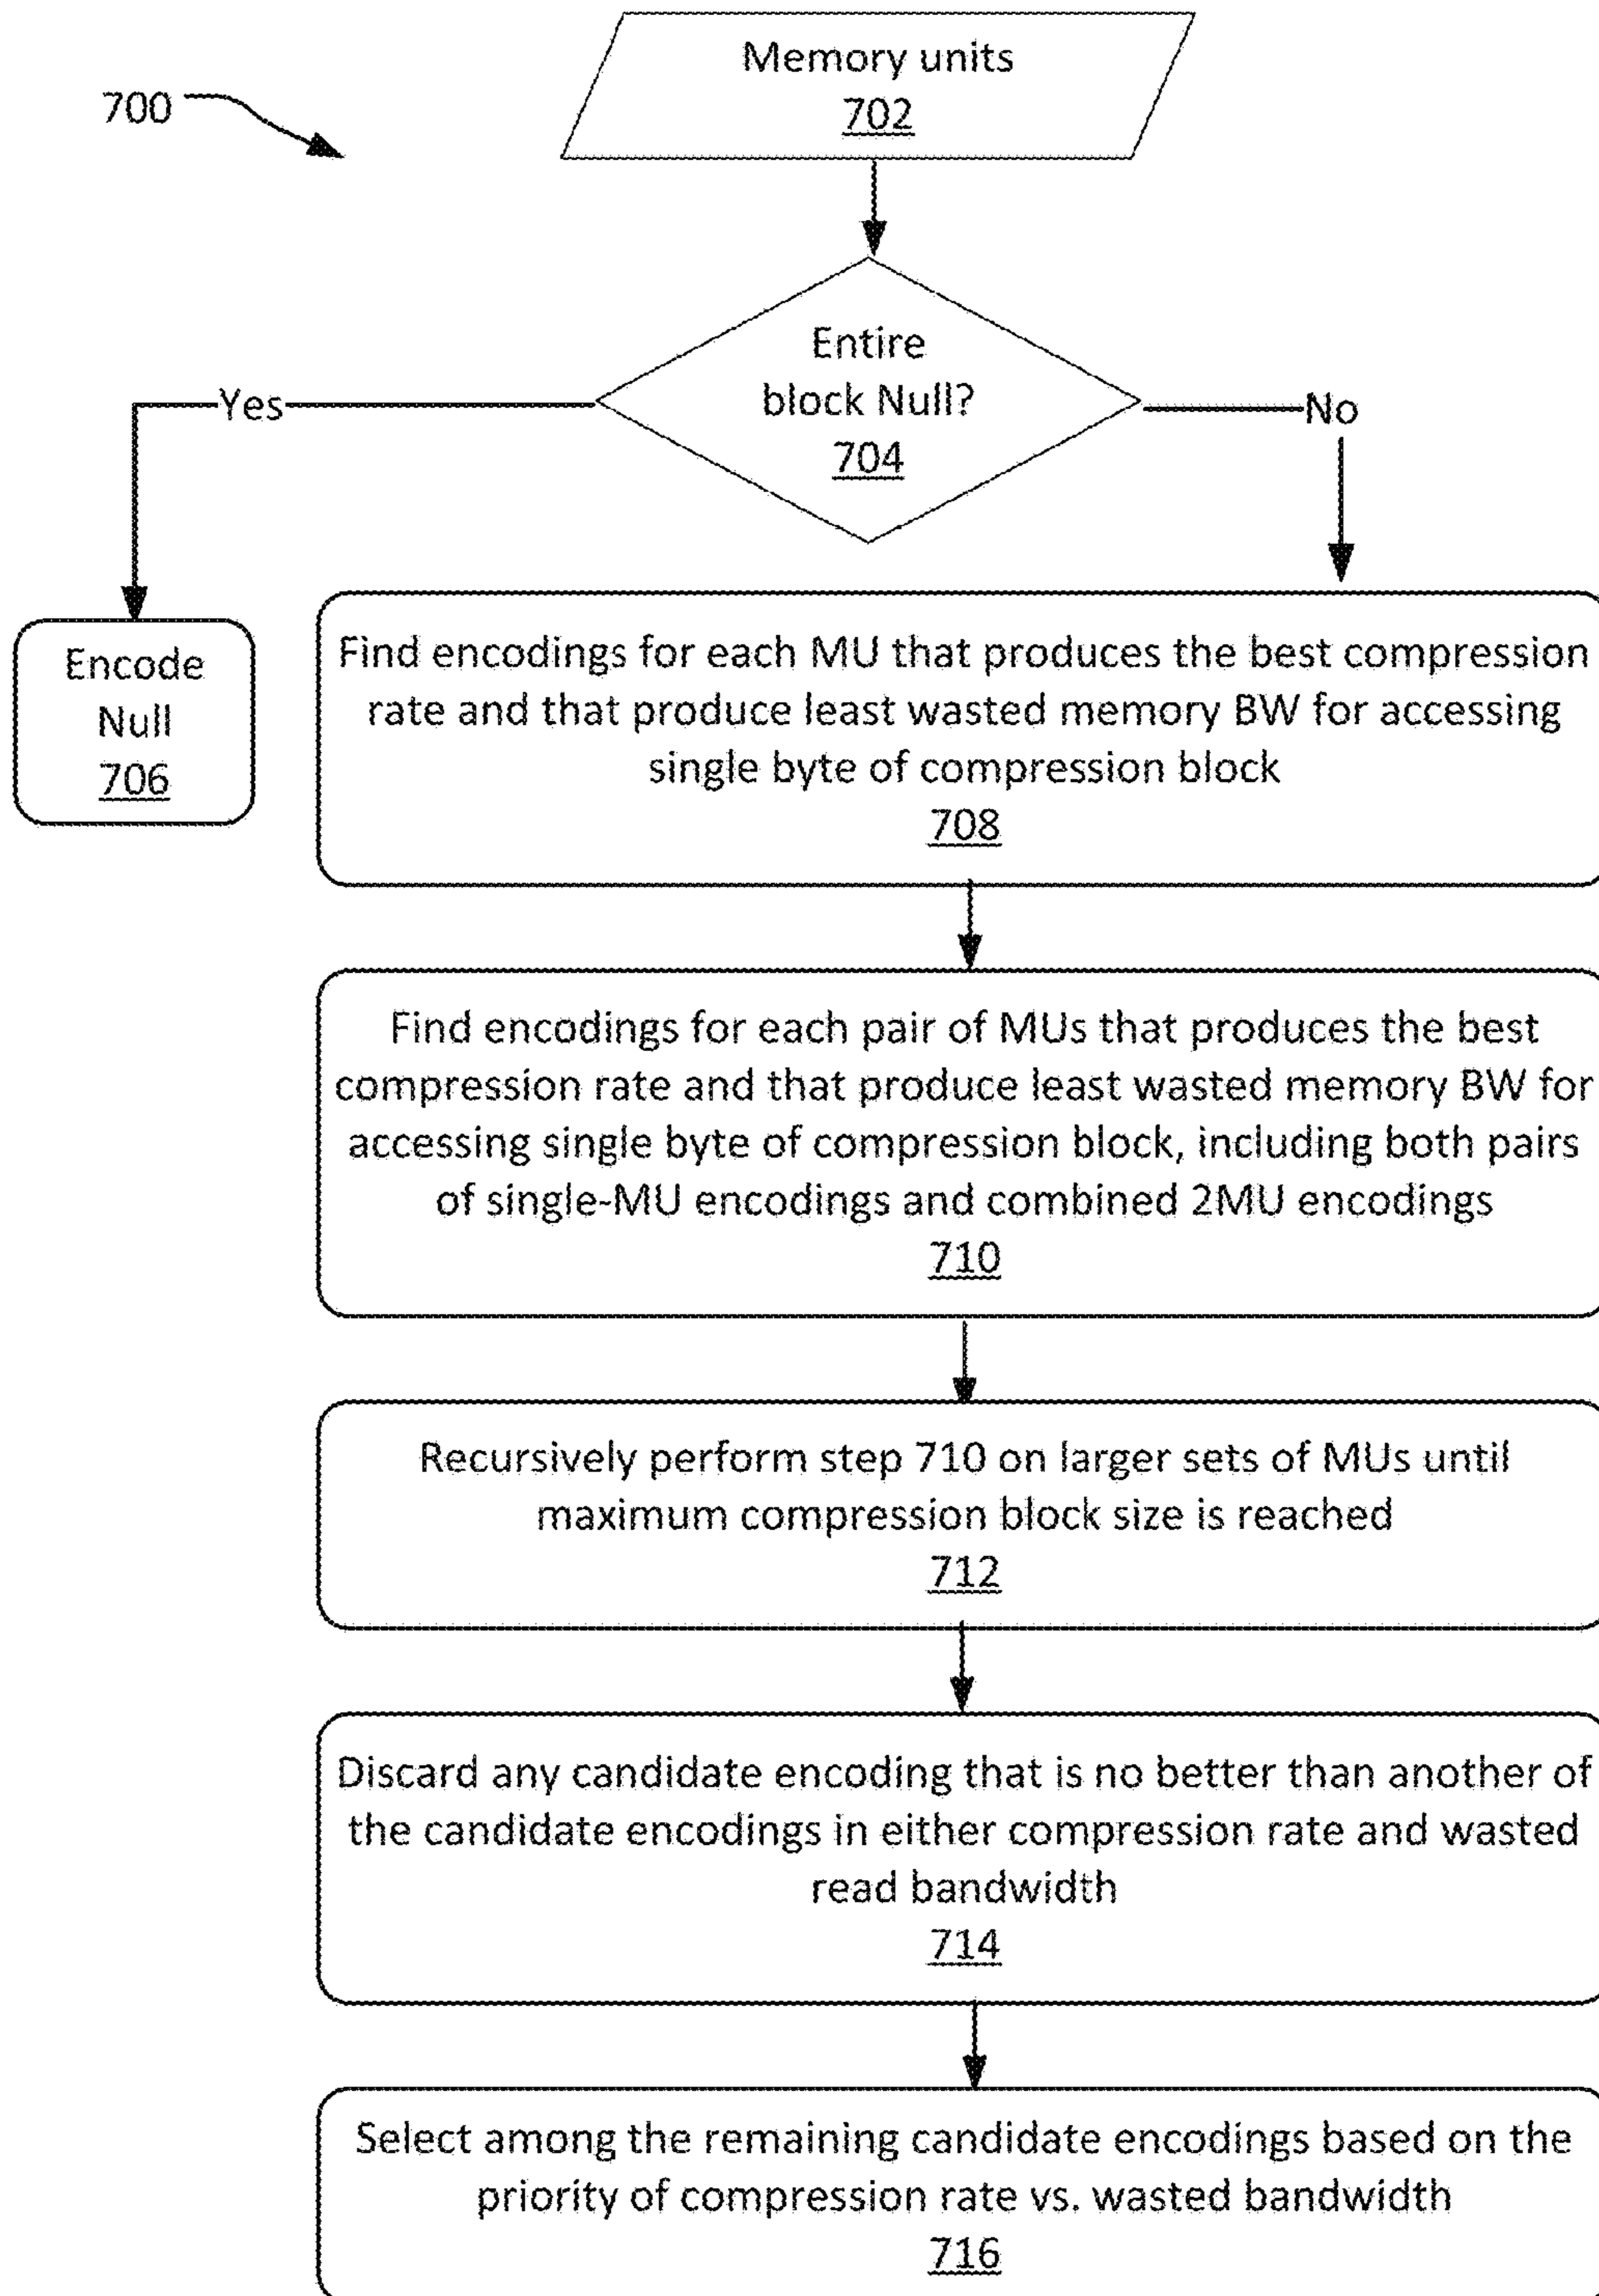 Memory units
702
700
Entire
block Null?
704
Yes
No
Encode
Null
706
Find encodings for each MU that produces the best compression
rate and that produce least wasted memory BW for accessing
single byte of compression block
708
Find encodings for each pair of MUs that produces the best
compression rate and that produce least wasted memory BW for
accessing single byte of compression block, including both pairs
of single-MU encodings and combined 2MU encodings
710
Recursively perform step 710 on larger sets of MUs until
maximum compression block size is reached
712
Discard any candidate encoding that is no better than another of
the candidate encodings in either compression rate and wasted
read bandwidth
714
Select among the remaining candidate encodings based on the
priority of compression rate vs. wasted bandwidth
716